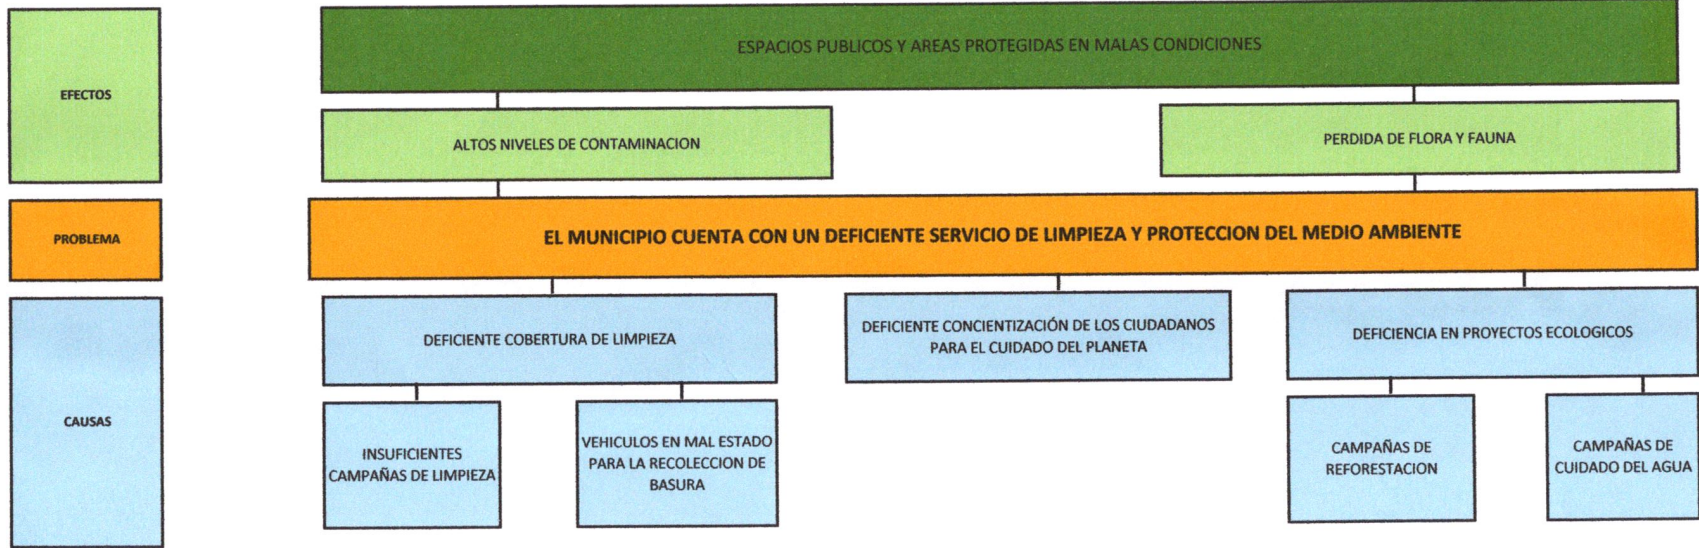 ESPACIOS PUBLICOS Y AREAS PROTEGIDAS EN MALAS CONDICIONES
EFECTOS
ALTOS NIVELES DE CONTAMINACION
PERDIDA DE FLORA Y FAUNA
PROBLEMA
EL MUNICIPIO CUENTA CON UN DEFICIENTE SERVICIO DE LIMPIEZA Y PROTECCION DEL MEDIO AMBIENTE
CAUSAS
DEFICIENTE COBERTURA DE LIMPIEZA
DEFICIENTE CONCIENTIZACIÓN DE LOS CIUDADANOS
PARA EL CUIDADO DEL PLANETA
DEFICIENCIA EN PROYECTOS ECOLOGICOS
INSUFICIENTES
CAMPAÑAS DE LIMPIEZA
VEHICULOS EN MAL ESTADO
PARA LA RECOLECCION DE
BASURA
CAMPAÑAS DE
REFORESTACION
CAMPAÑAS DE
CUIDADO DEL AGUA